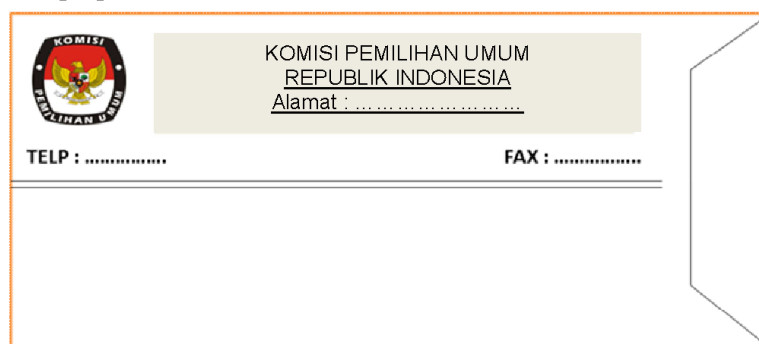 KOMISI
PEMILIHAN UMUM
KOMISI PEMILIHAN UMUM
REPUBLIK INDONESIA
Alamat : ... ... ... ... ... ... ... ...
TELP : ................ FAX : .................